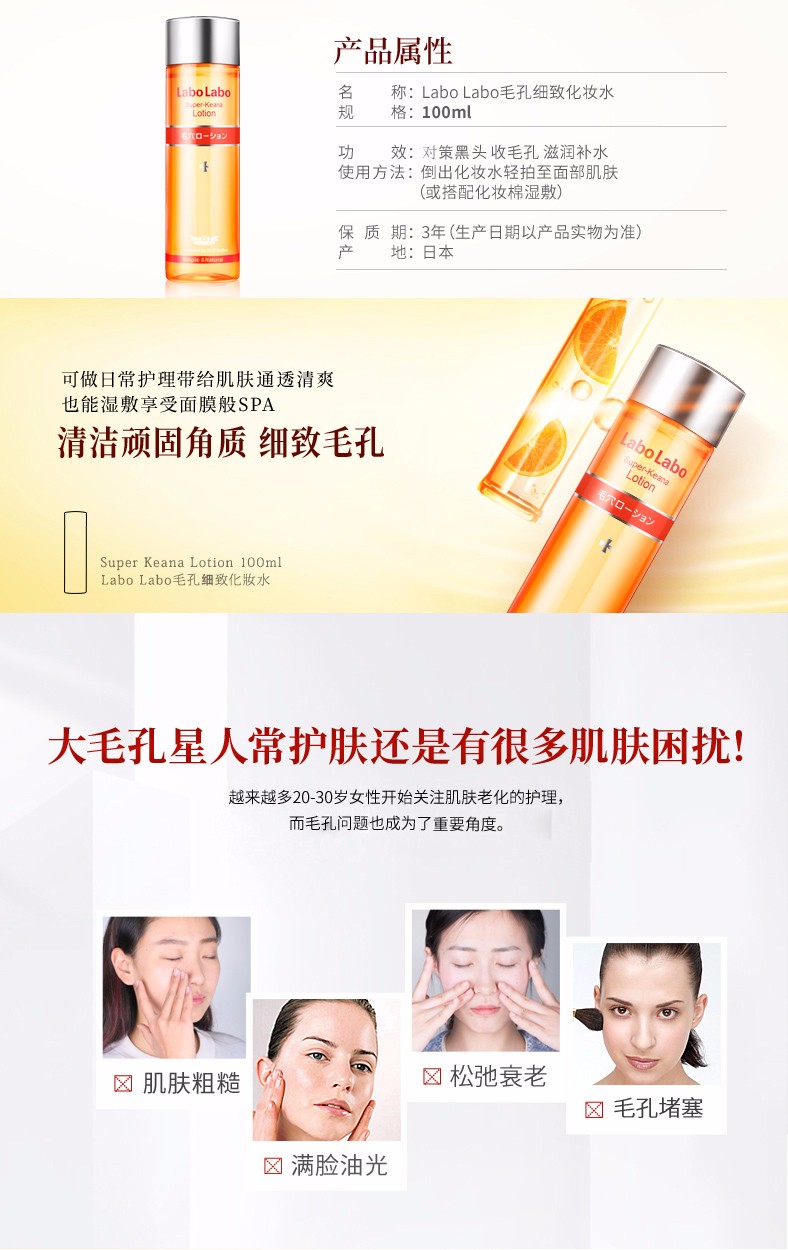 Labo Labo
Super-Keana
Lotion
毛穴ローション
产品属性
名 称：Labo Labo毛孔细致化妆水
规 格：100ml
功 效：对策黑头 收毛孔 滋润补水
使用方法：倒出化妆水轻拍至面部肌肤
（或搭配化妆棉湿敷）
保 质 期：3年（生产日期以产品实物为准）
产 地：日本
可做日常护理带给肌肤通透清爽
也能湿敷享受面膜般SPA
清洁顽固角质 细致毛孔
Labo Labo
Super-Keana
Lotion
毛穴ローション
Super Keana Lotion 100ml
Labo Labo毛孔細致化妝水
大毛孔星人常护肤还是有很多肌肤困扰!
越来越多20-30岁女性开始关注肌肤老化的护理，
而毛孔问题也成为了重要角度。
肌肤粗糙
满脸油光
松弛衰老
毛孔堵塞